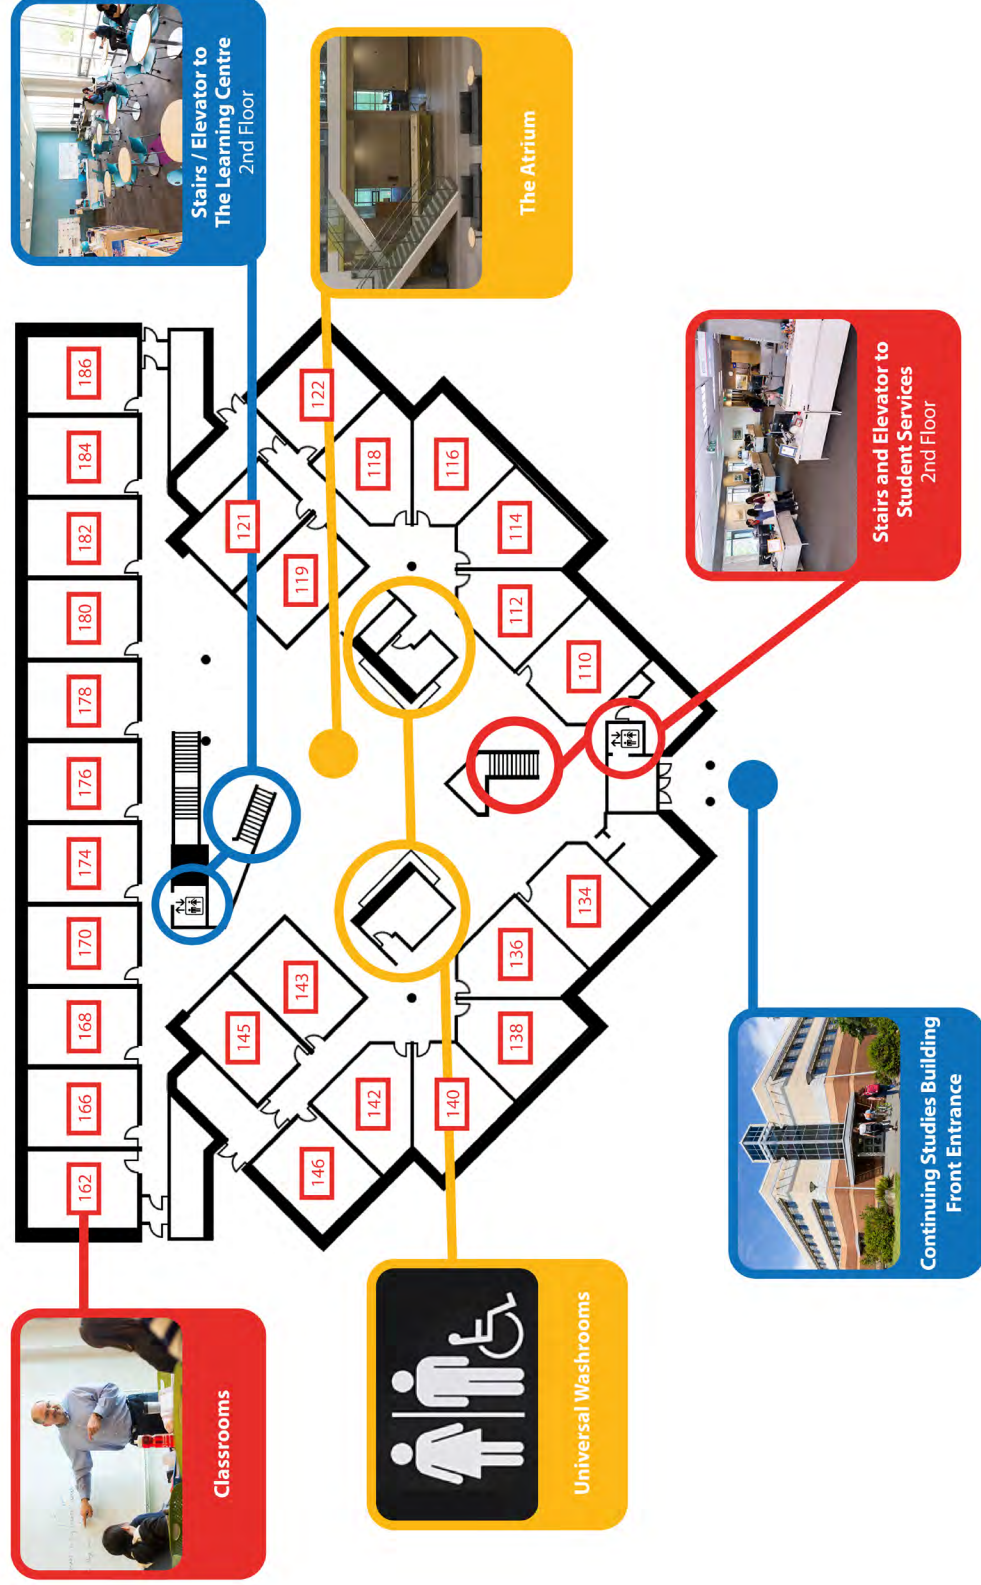 162
166
168
170
174
176
178
180
182
184
186
Classrooms
Stairs / Elevator to
The Learning Centre
2nd Floor
145
143
119
121
146
142
140
138
136
134
122
118
116
114
112
110
Universal Washrooms
The Atrium
Continuing Studies Building
Front Entrance
Stairs and Elevator to
Student Services
2nd Floor